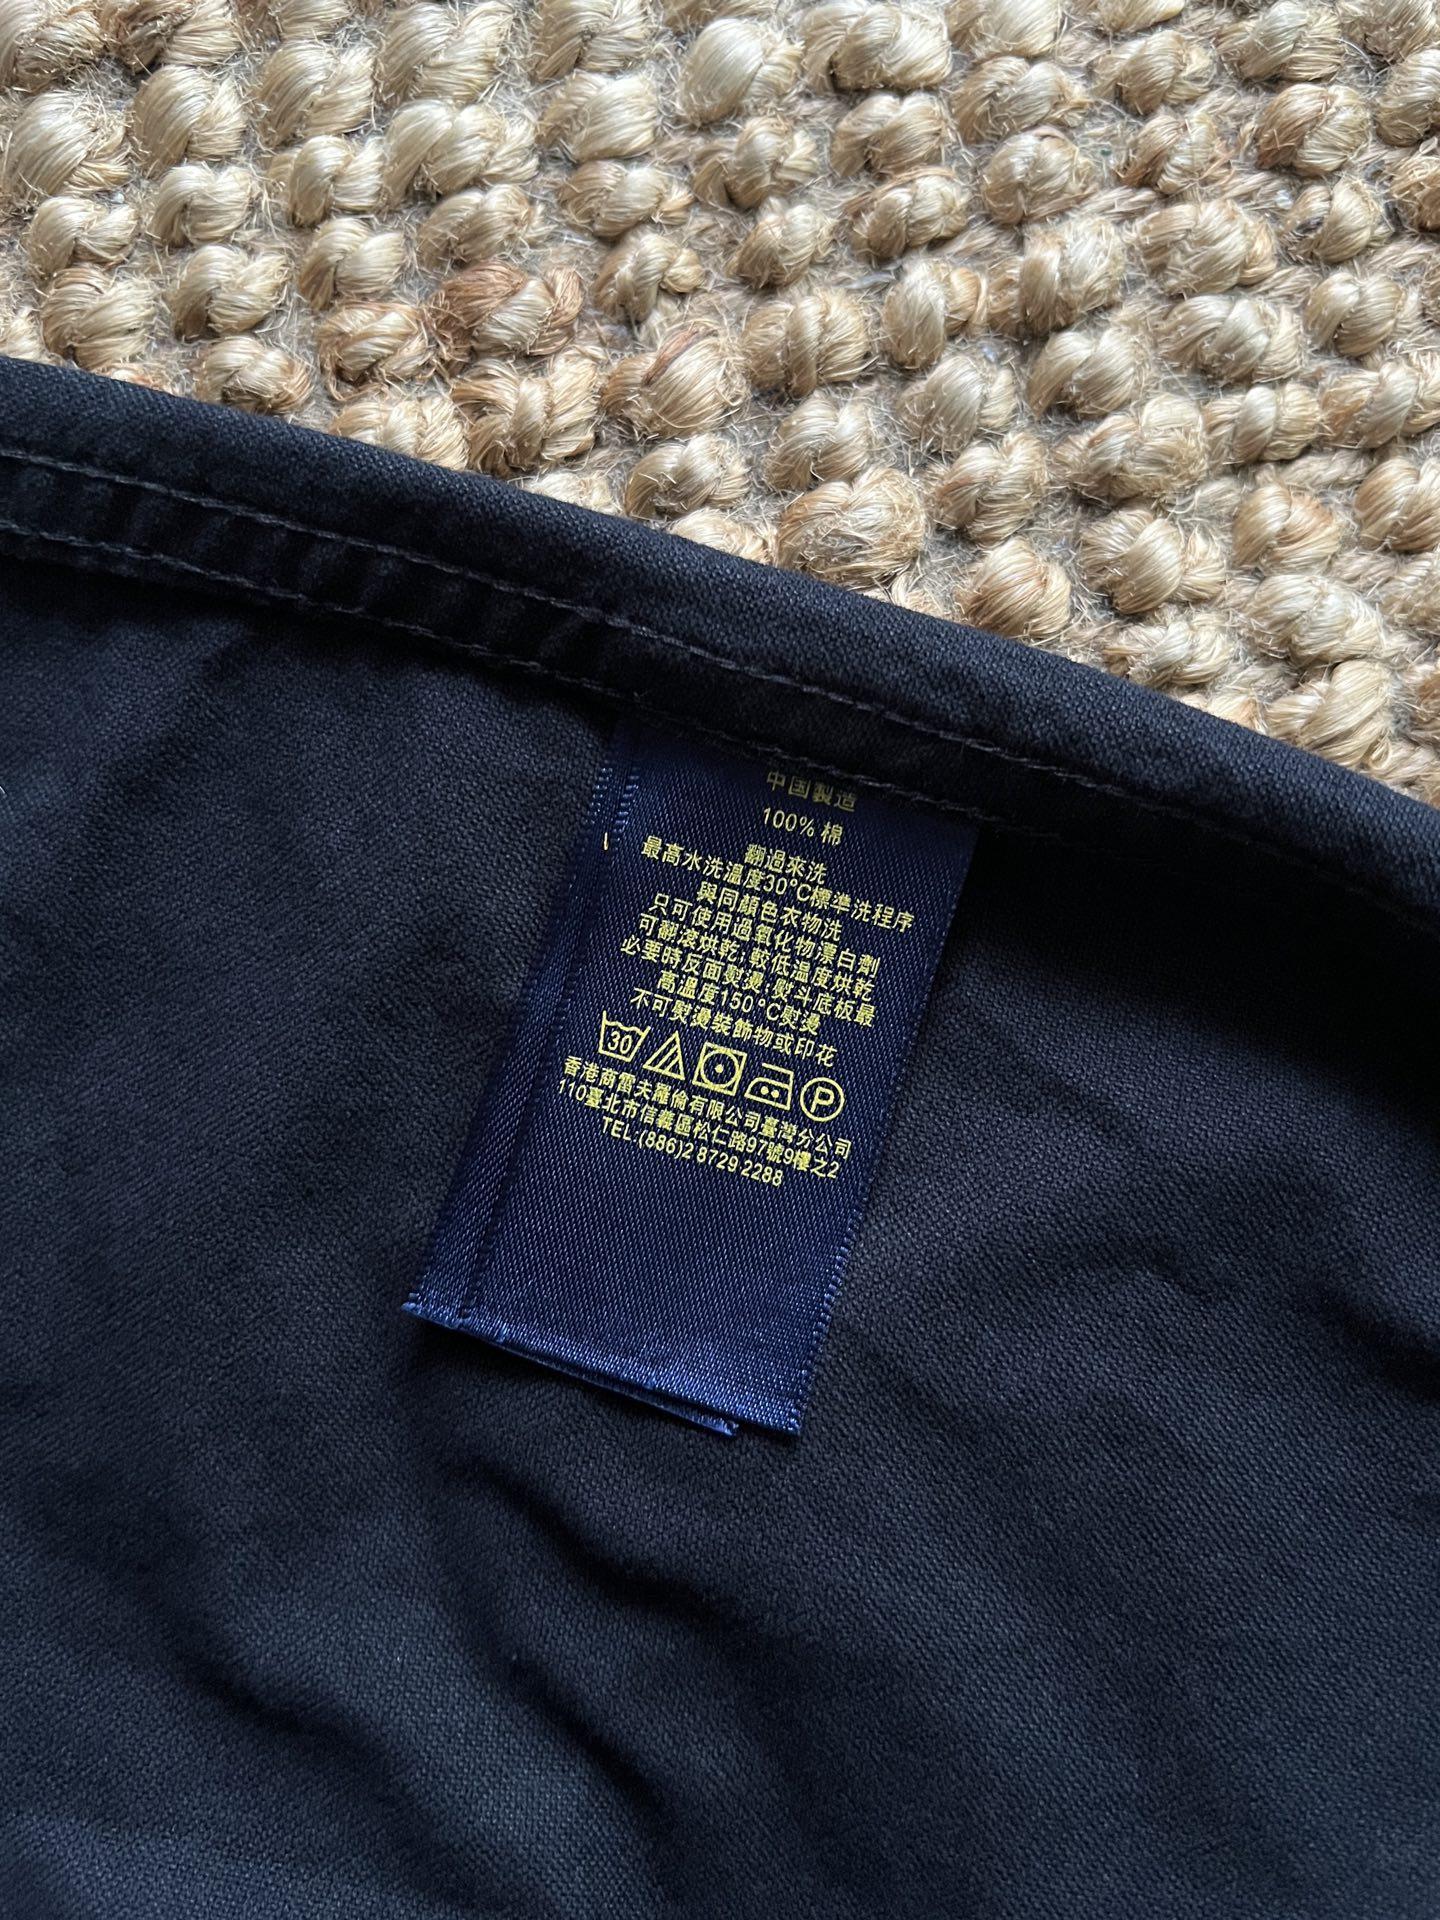 中国製造
100% 棉
翻過來洗
最高水洗溫度30°C標準洗程序
與同顏色衣物洗
只可使用過氧化物漂白劑
可翻滾烘乾;較低溫度烘乾
必要時反面熨燙;熨斗底板最
高溫度150°C熨燙
不可熨燙裝飾物或印花
30 P
香港商雷夫羅倫有限公司臺灣分公司
110臺北市信義區松仁路97號9樓之2
TEL:(886)2 8729 2288